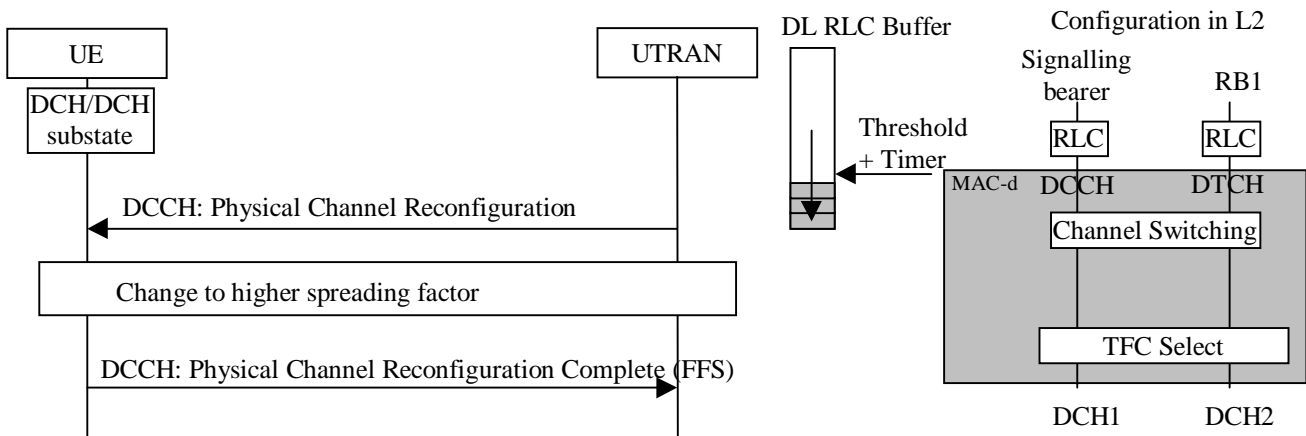 UE
DCH/DCH
substate
UTRAN
DCCH: Physical Channel Reconfiguration
Change to higher spreading factor
DCCH: Physical Channel Reconfiguration Complete (FFS)
DL RLC Buffer
Threshold
+ Timer
Configuration in L2
Signalling
bearer
RB1
RLC
RLC
MAC-d
DCCH
DTCH
Channel Switching
TFC Select
DCH1
DCH2